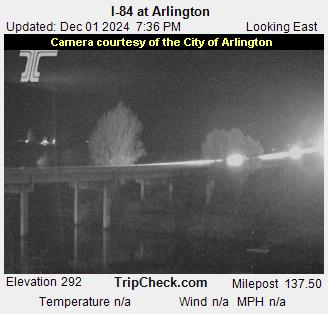 I-84 at Arlington
Updated: Dec 01 2024 7:36 PM Looking East
Camera courtesy of the City of Arlington
Elevation 292 TripCheck.com Milepost 137.50
Temperature n/a Wind n/a MPH n/a